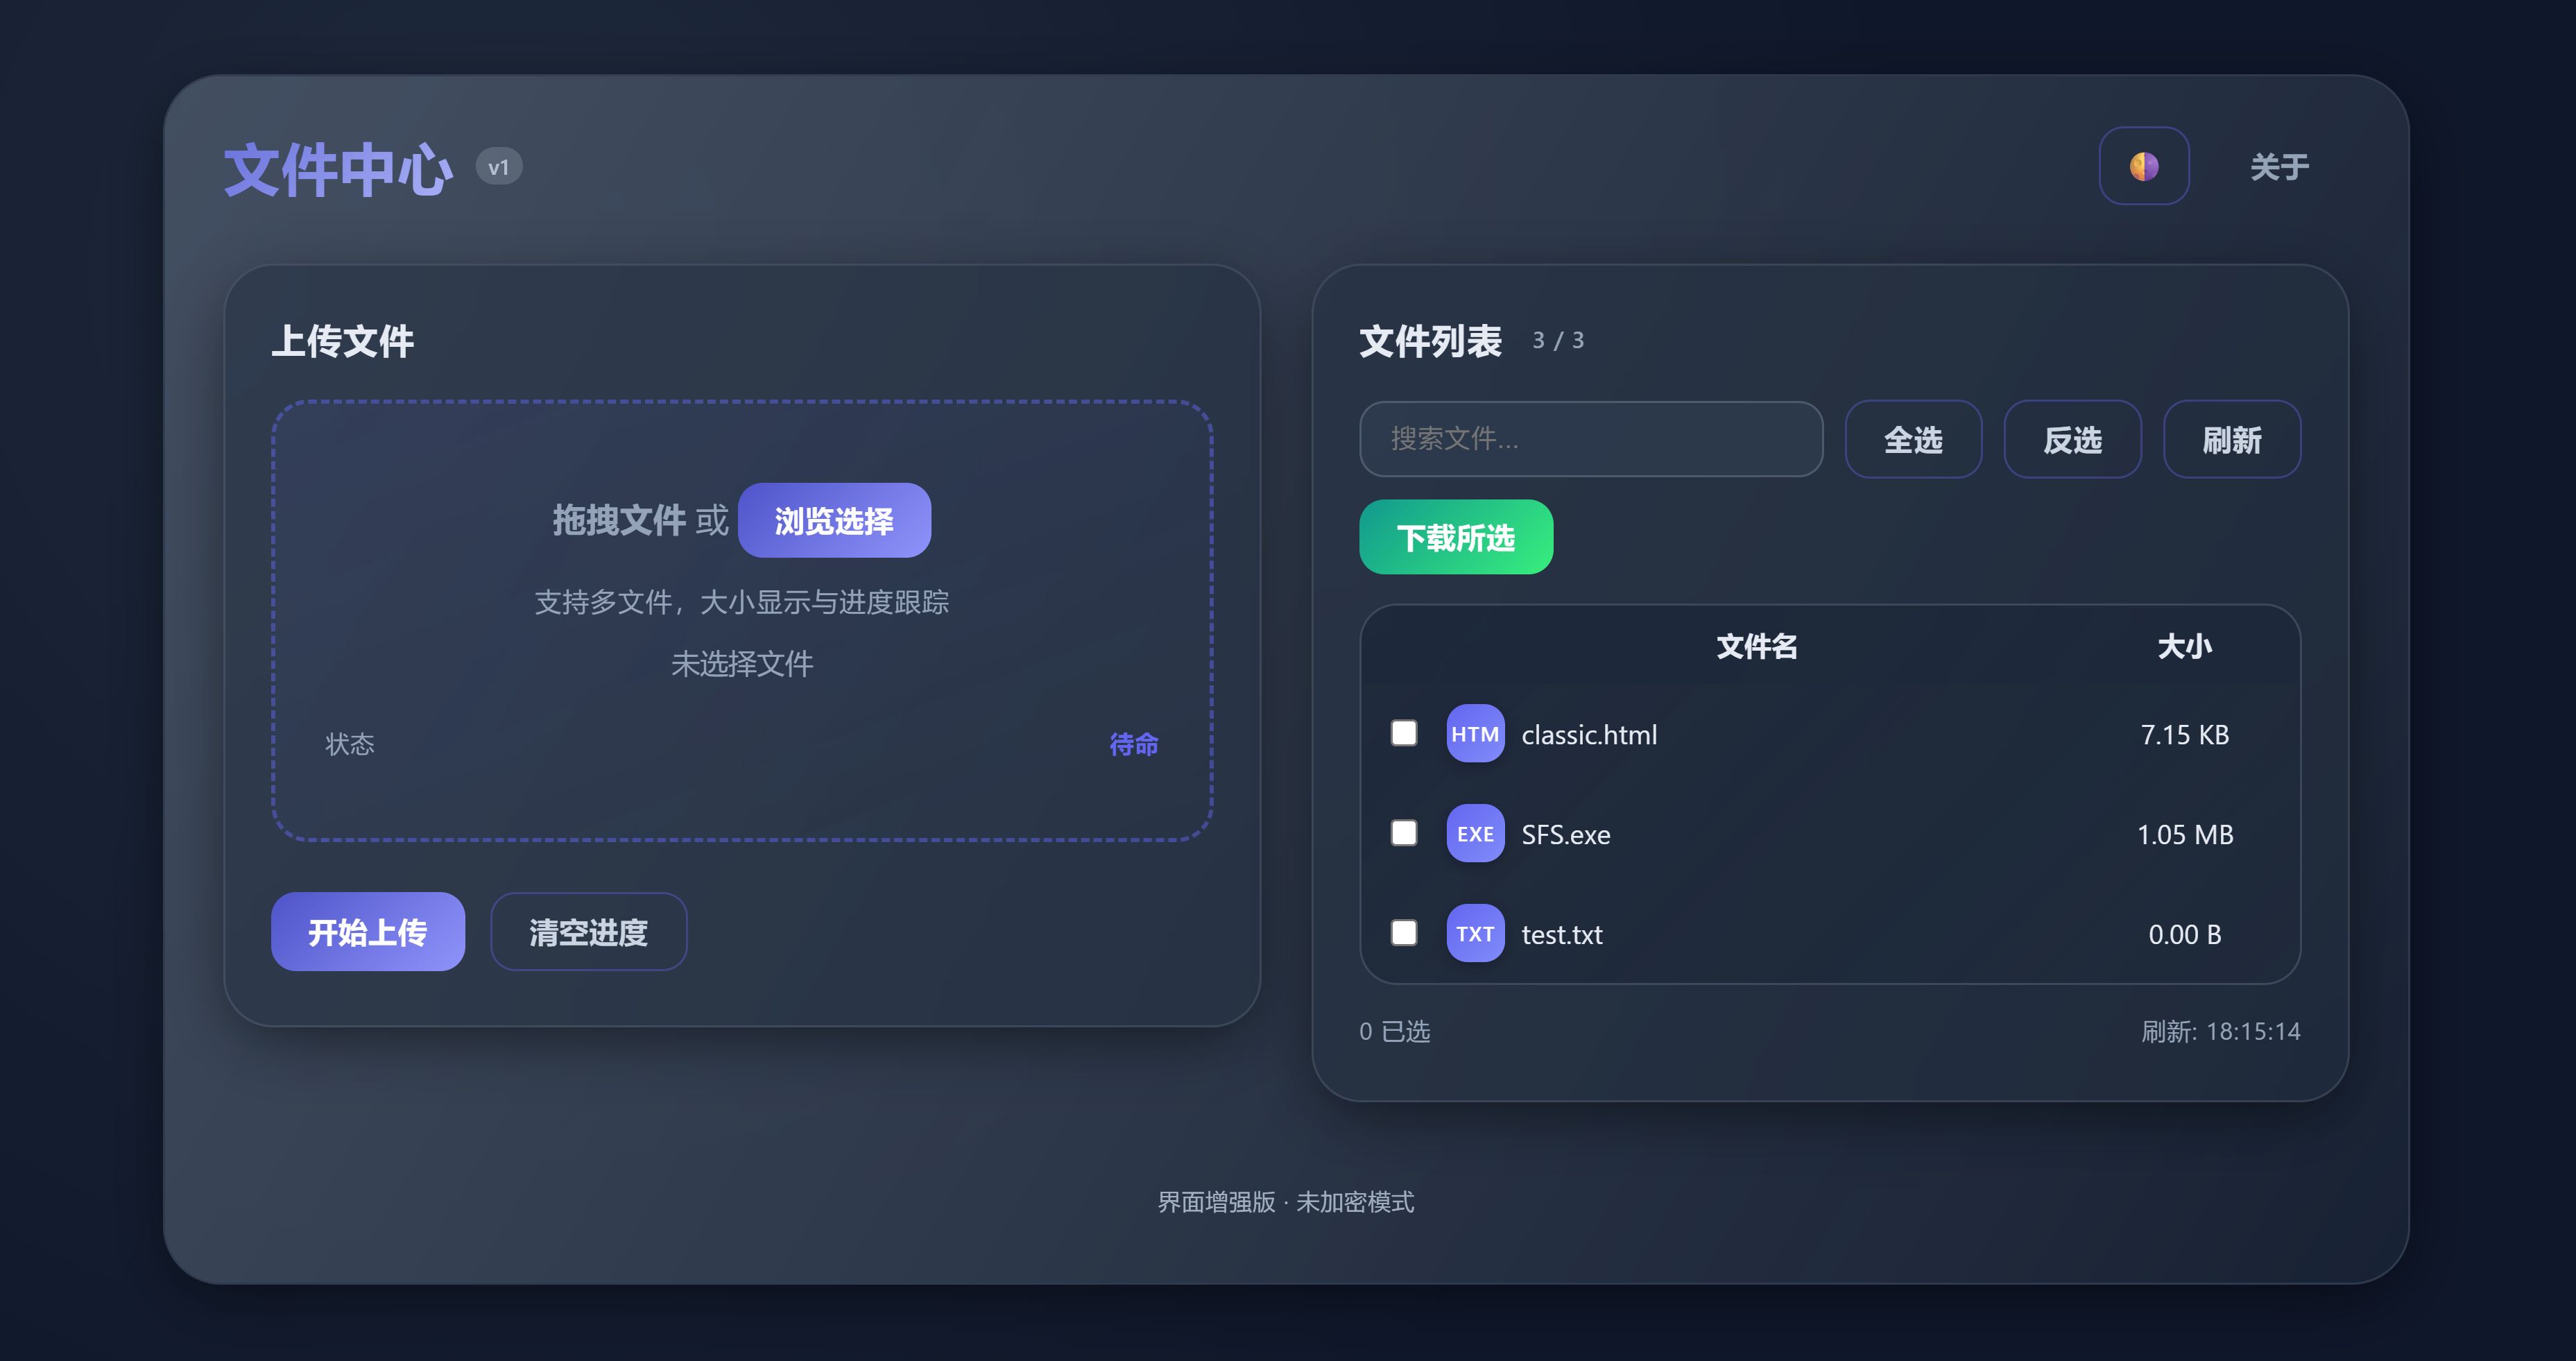 文件中心 v1
关于
上传文件
拖拽文件 或 浏览选择
支持多文件，大小显示与进度跟踪
未选择文件
状态 待命
开始上传 清空进度
文件列表 3 / 3
搜索文件... 全选 反选 刷新
下载所选
文件名 大小
HTM classic.html 7.15 KB
EXE SFS.exe 1.05 MB
TXT test.txt 0.00 B
0 已选 刷新: 18:15:14
界面增强版 · 未加密模式